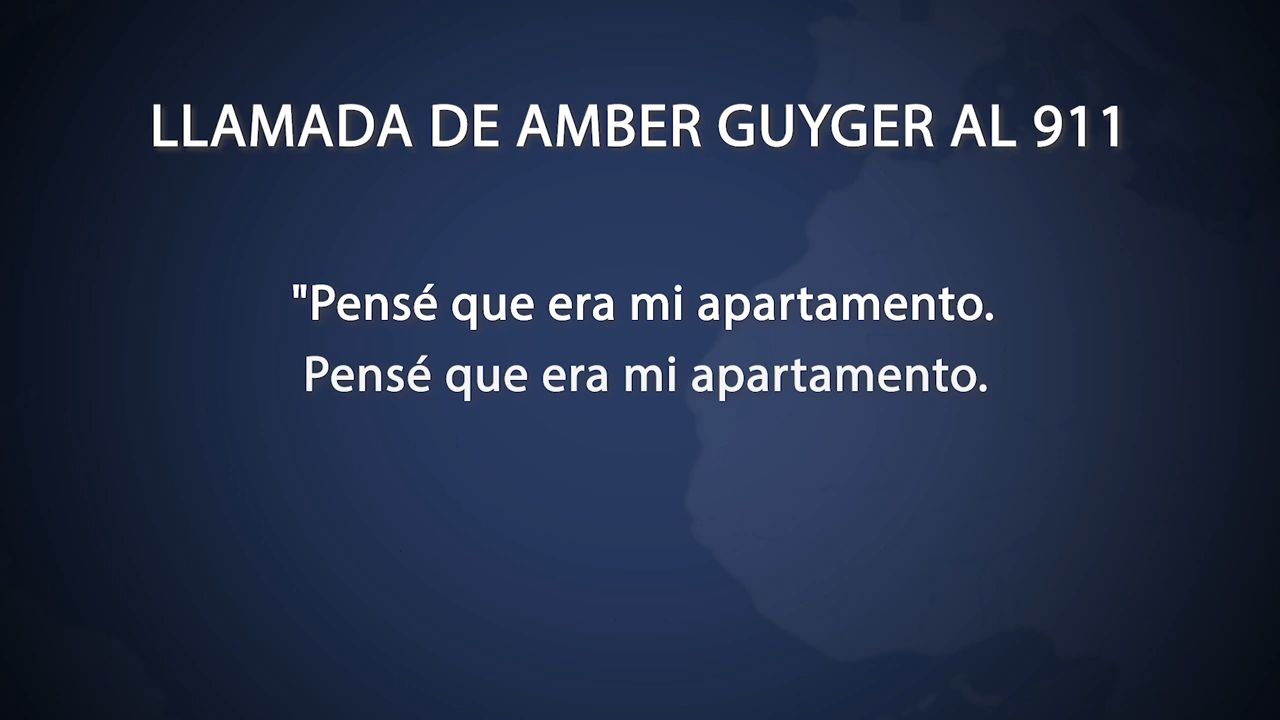 LLAMADA DE AMBER GUYGER AL 911
"Pensé que era mi apartamento.
Pensé que era mi apartamento.